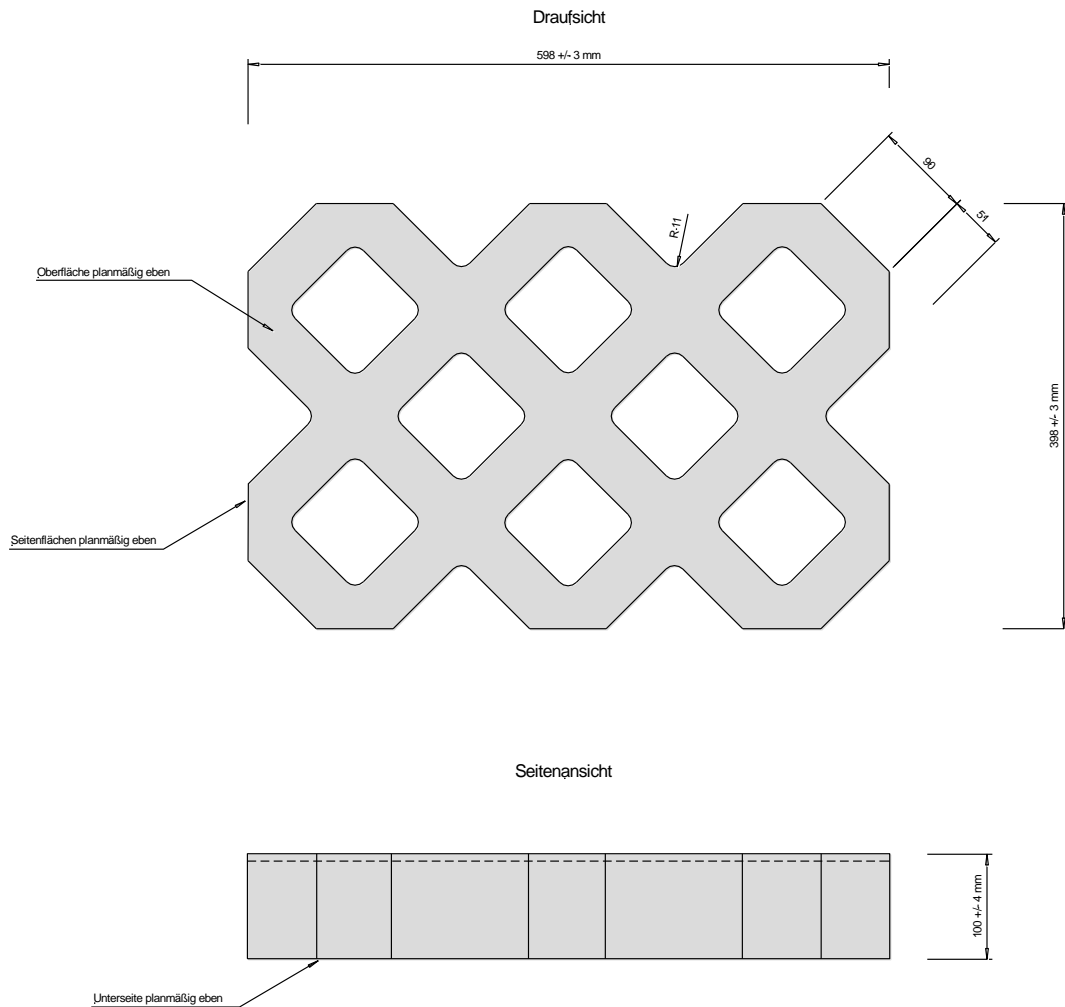 Draufsicht
598 +/- 3 mm
90
51
R-11
Oberfläche planmäßig eben
398 +/- 3 mm
Seitenflächen planmäßig eben
Seitenansicht
100 +/- 4 mm
Unterseite planmäßig eben